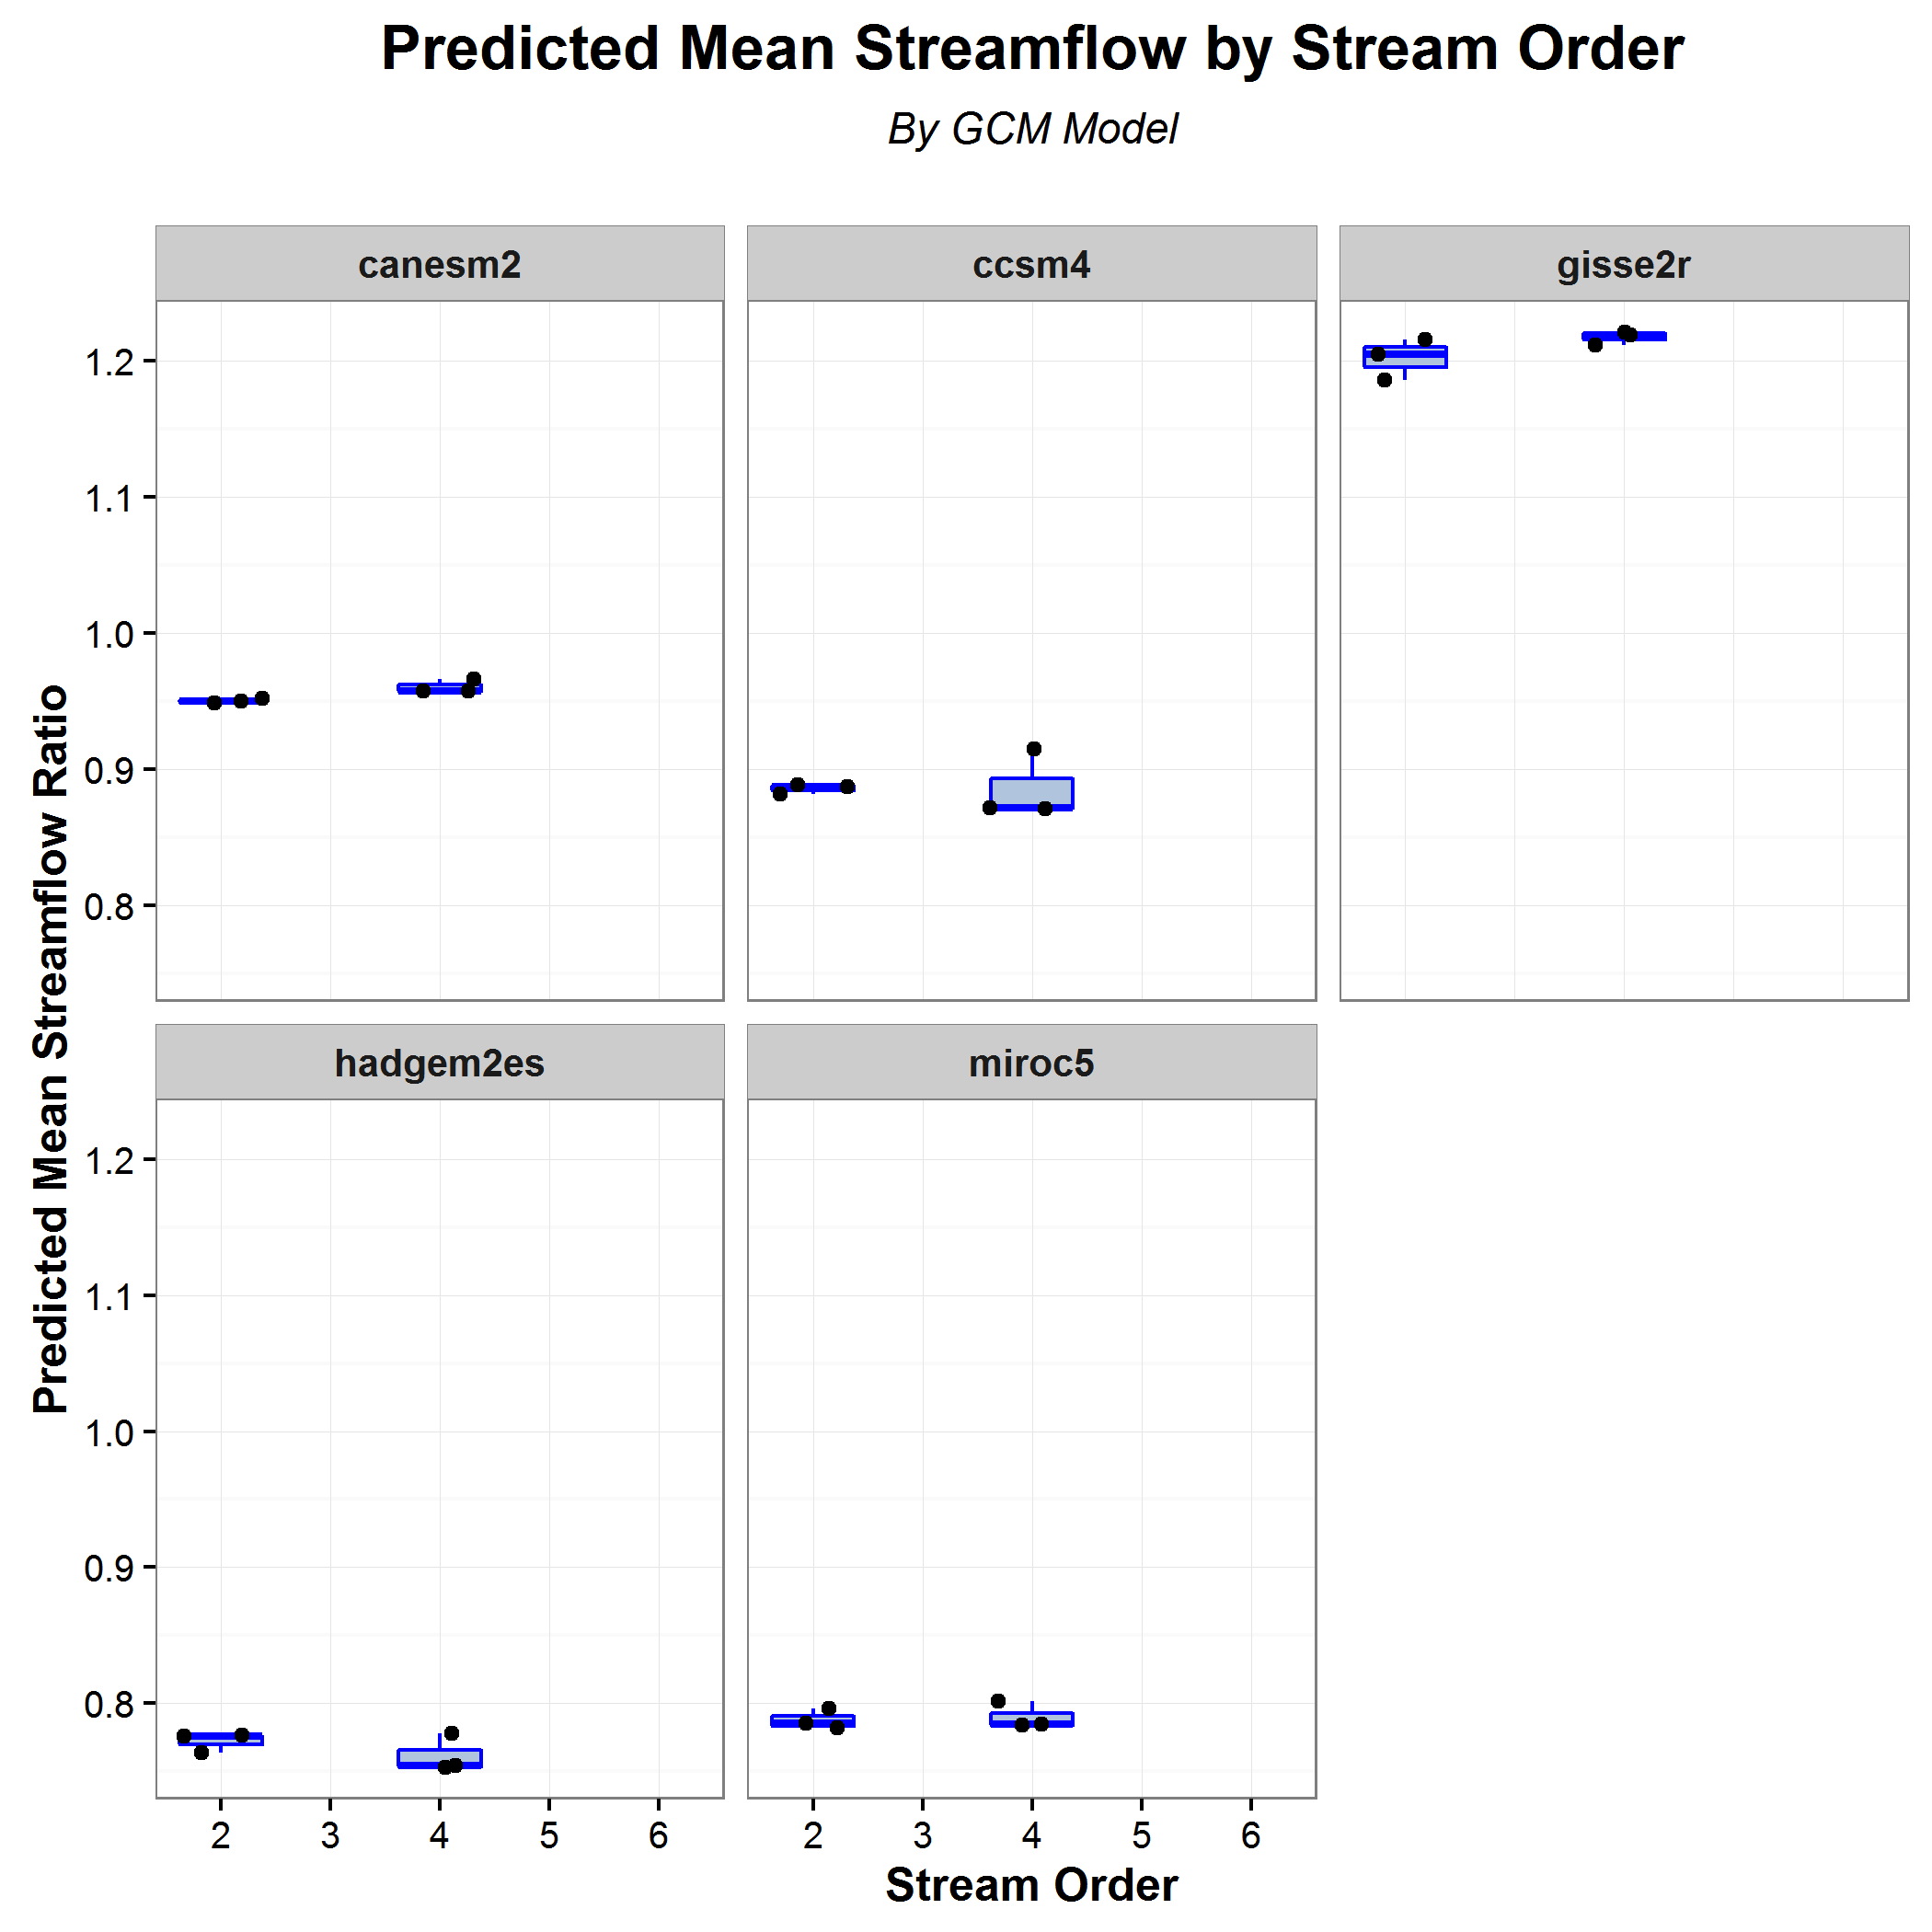 Predicted Mean Streamflow by Stream Order
By GCM Model
canesm2
ccsm4
gisse2r
1.2
1.1
1.0
0.9
0.8
Predicted Mean Streamflow Ratio
hadgem2es
miroc5
1.2
1.1
1.0
0.9
0.8
2 3 4 5 6
2 3 4 5 6
Stream Order